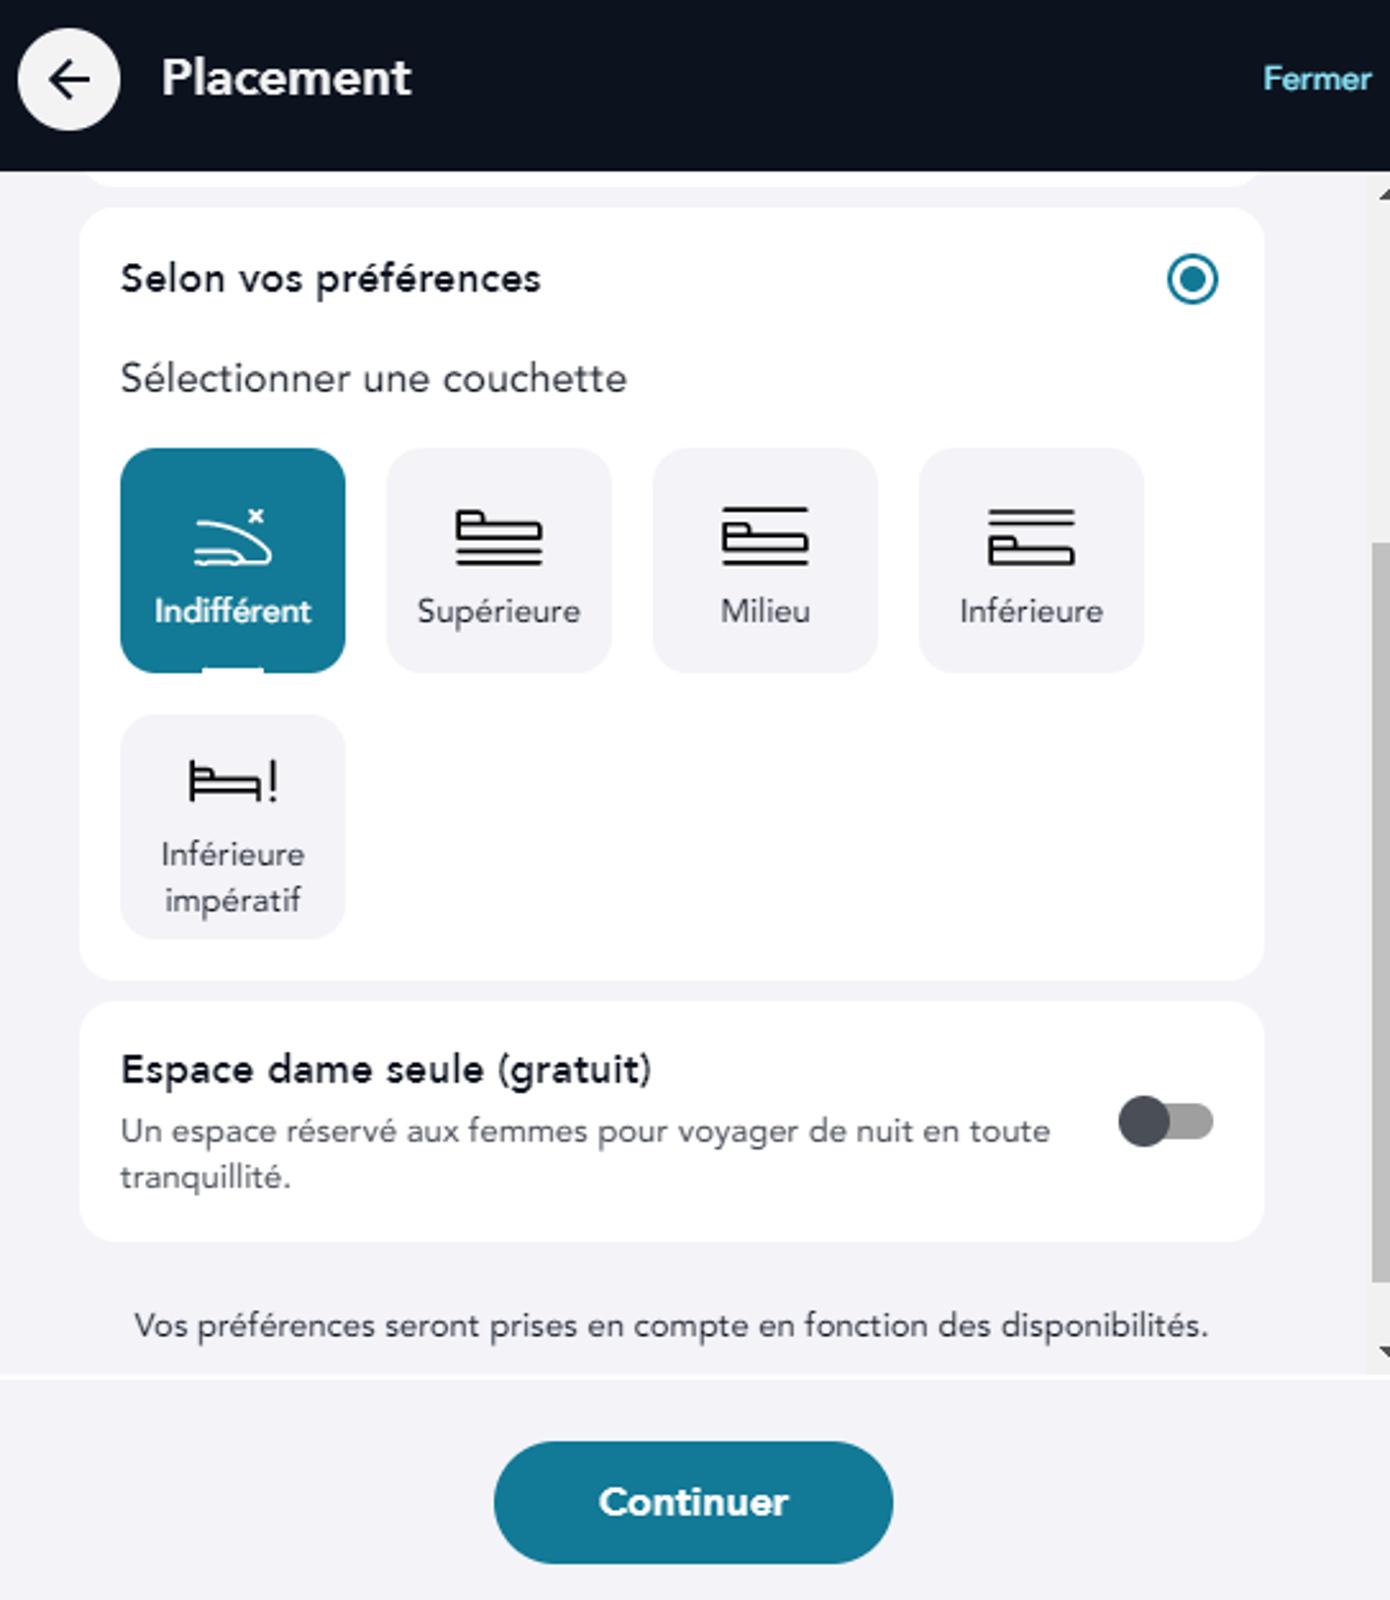 Placement
Fermer
Selon vos préférences
Sélectionner une couchette
Indifférent
Supérieure
Milieu
Inférieure
Inférieure
impératif
Espace dame seule (gratuit)
Un espace réservé aux femmes pour voyager de nuit en toute
tranquillité.
Vos préférences seront prises en compte en fonction des disponibilités.
Continuer